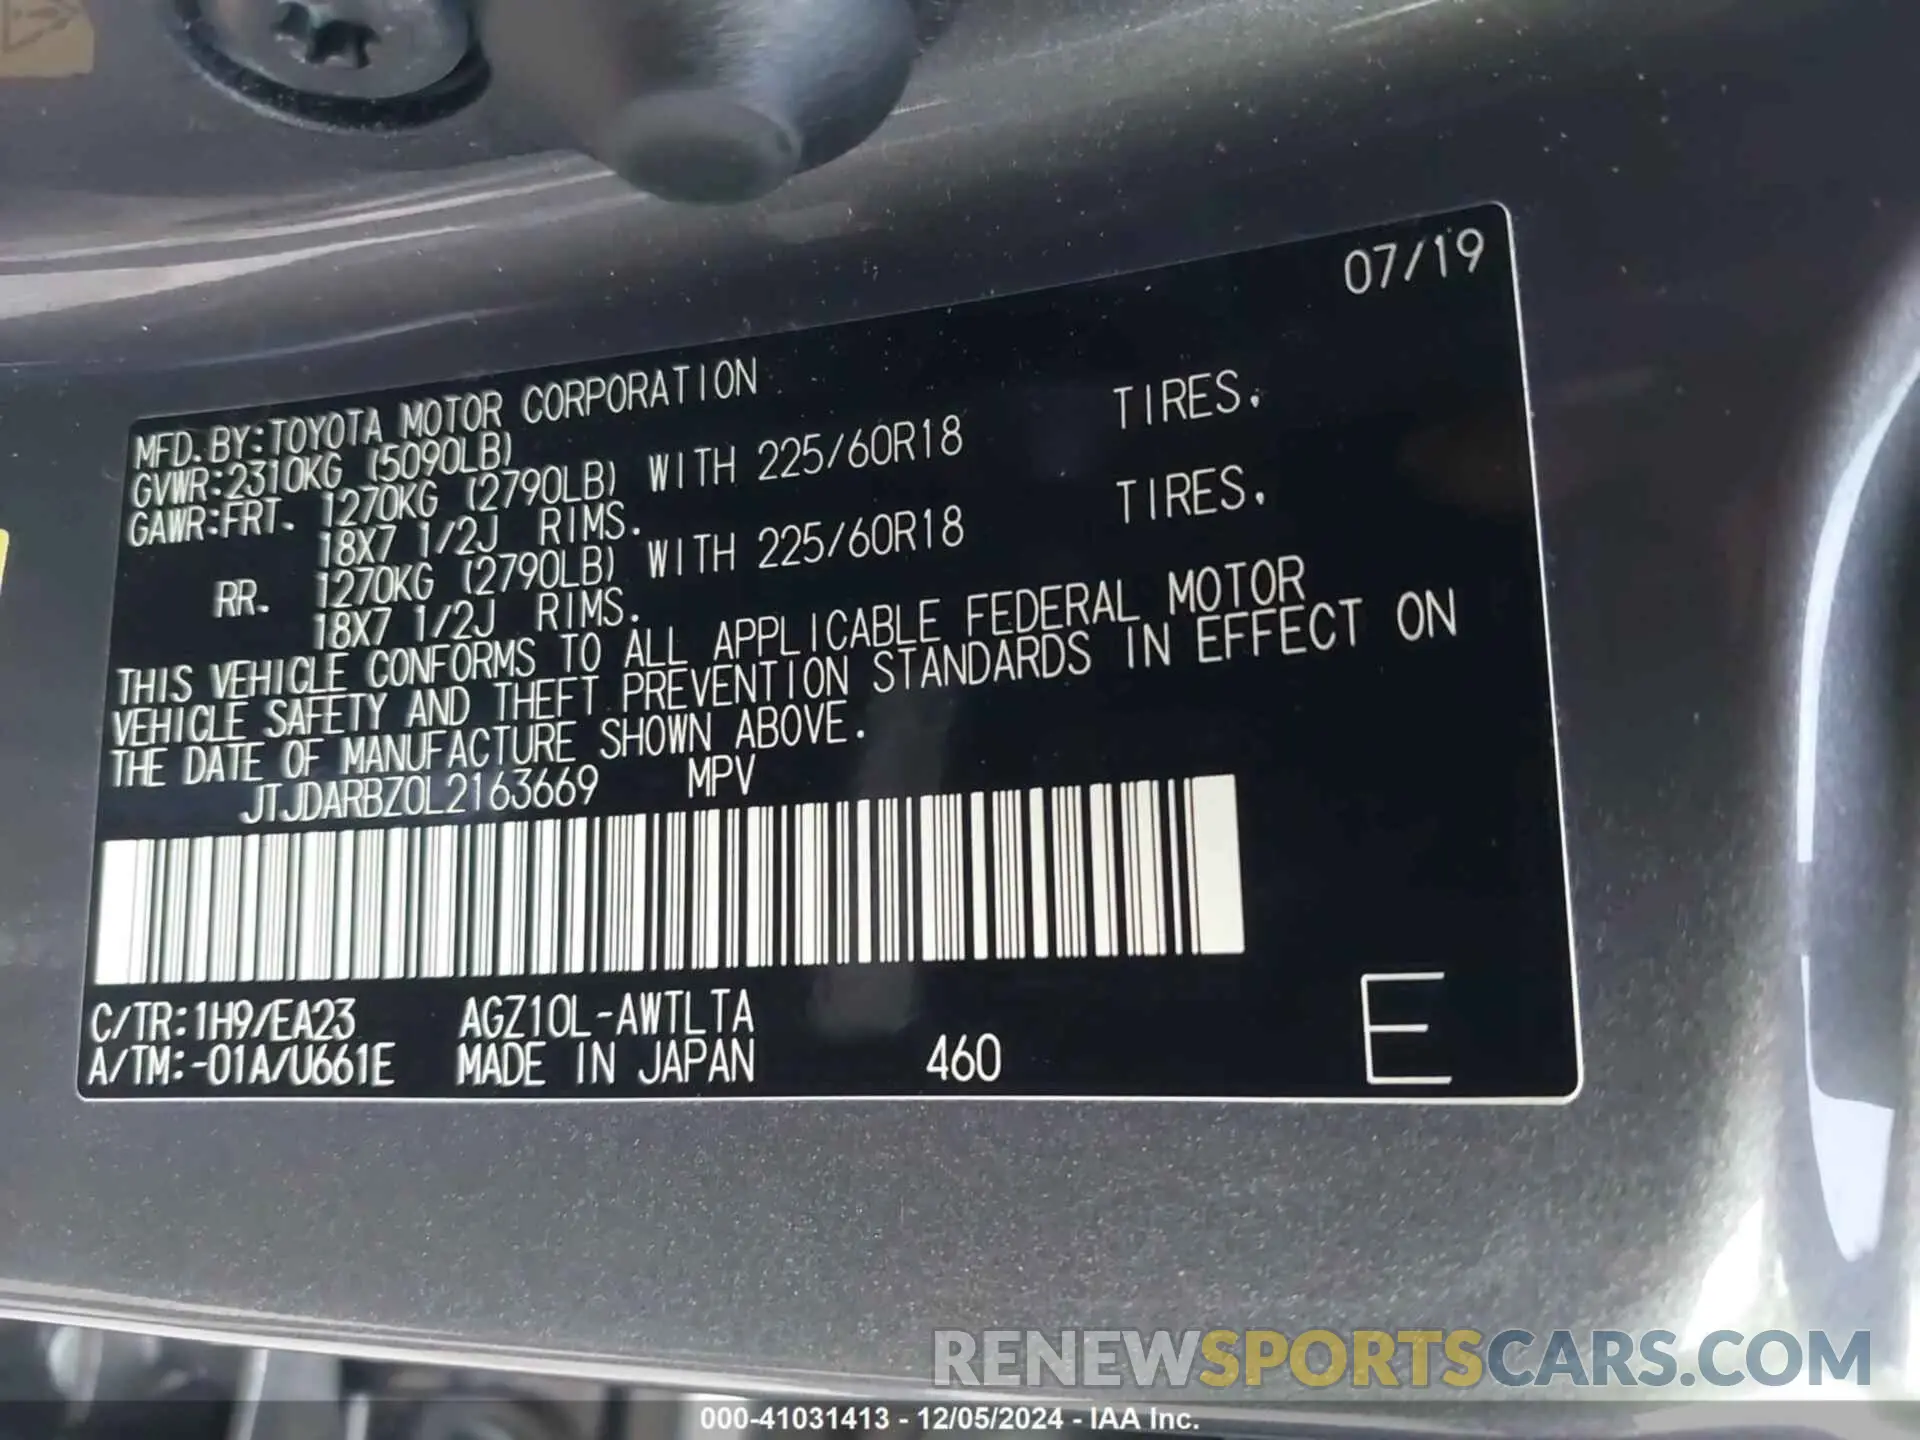 07/19
MFD. BY:TOYOTA MOTOR CORPORATION
GVWR:2310KG (5090LB)
GAWR:FRT. 1270KG (2790LB) WITH 225/60R18 TIRES.
18X7 1/2J RIMS.
RR. 1270KG (2790LB) WITH 225/60R18 TIRES.
18X7 1/2J RIMS.
THIS VEHICLE CONFORMS TO ALL APPLICABLE FEDERAL MOTOR
VEHICLE SAFETY AND THEFT PREVENTION STANDARDS IN EFFECT ON
THE DATE OF MANUFACTURE SHOWN ABOVE.
JTJDARBZ0L2163669 MPV
C/TR:1H9/EA23 AGZ10L-AWTLTA
A/TM:-01A/U661E MADE IN JAPAN 460 E
RENEWSPORTSCARS.COM
000-41031413 - 12/05/2024 - IAA Inc.